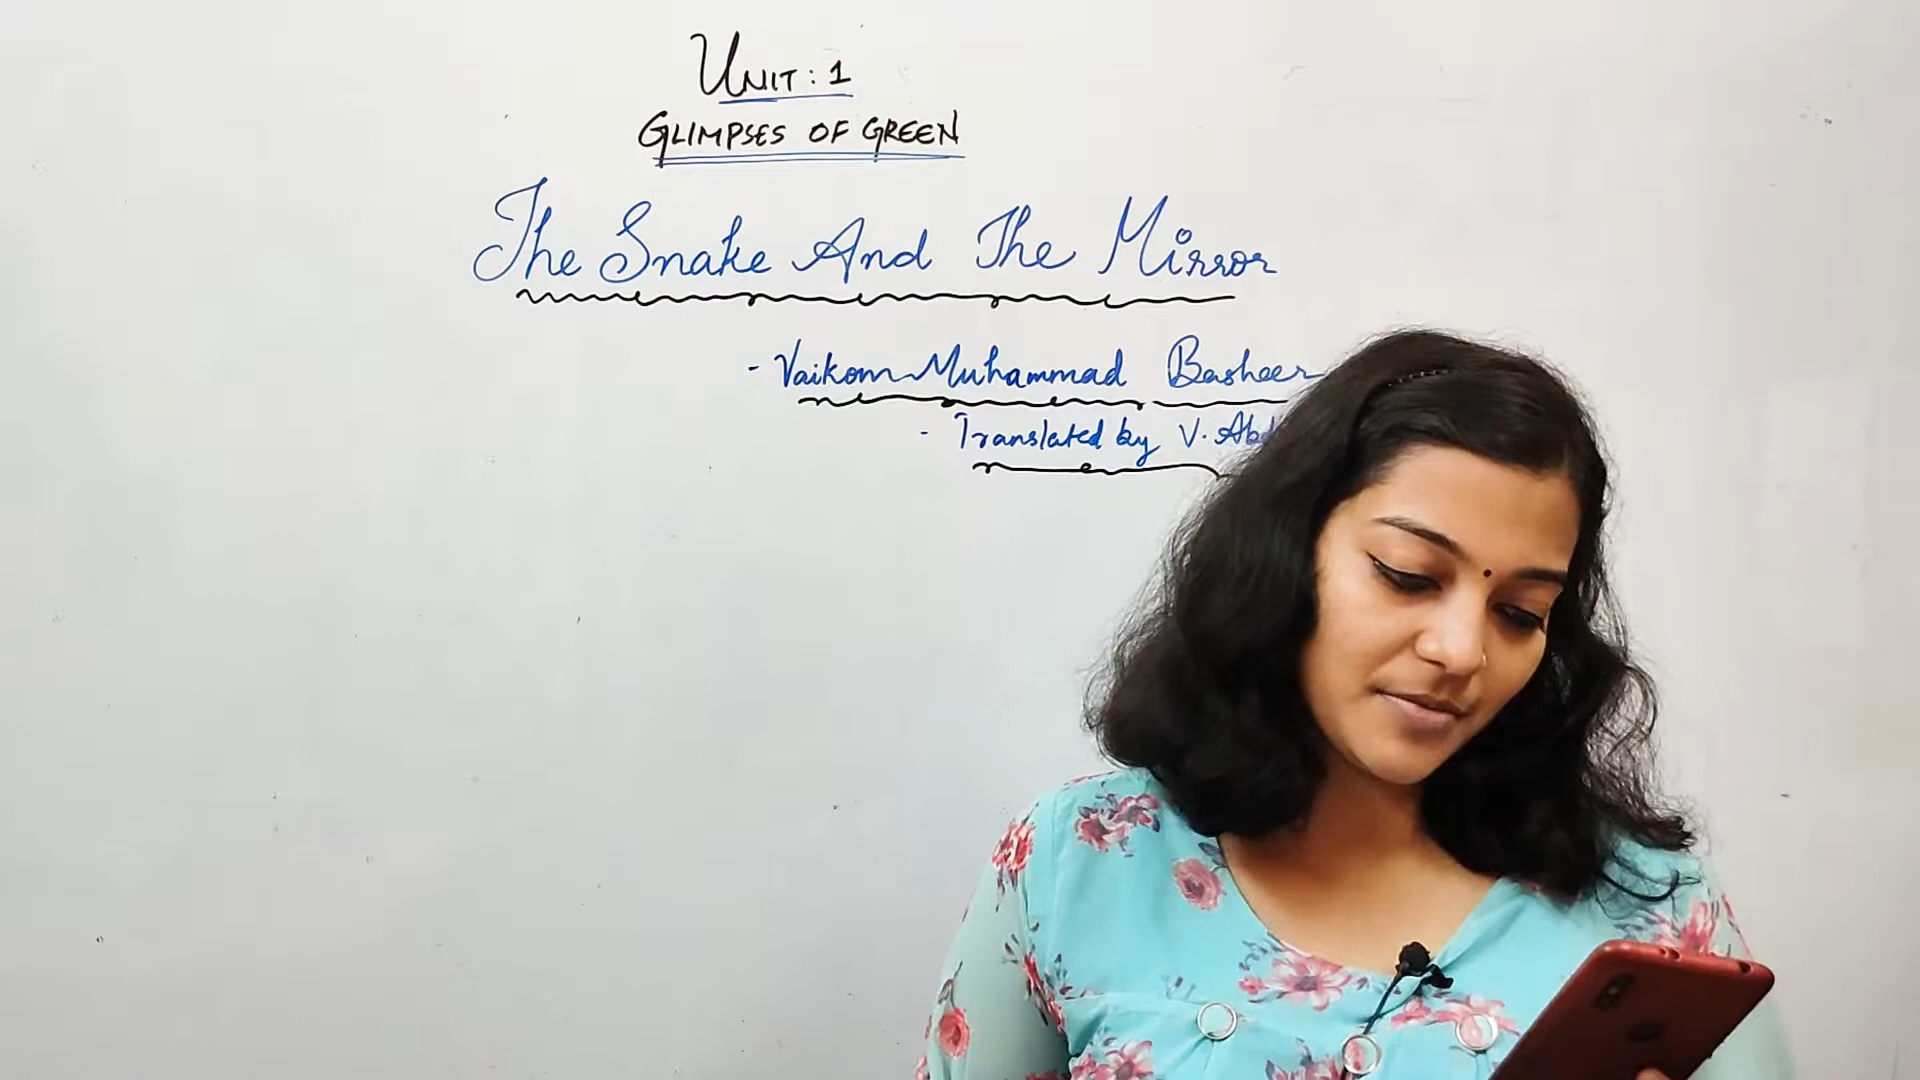 UNIT : 1
GLIMPSES OF GREEN
The Snake And The Mirror
- Vaikom Muhammad Basheer
- Translated by V.